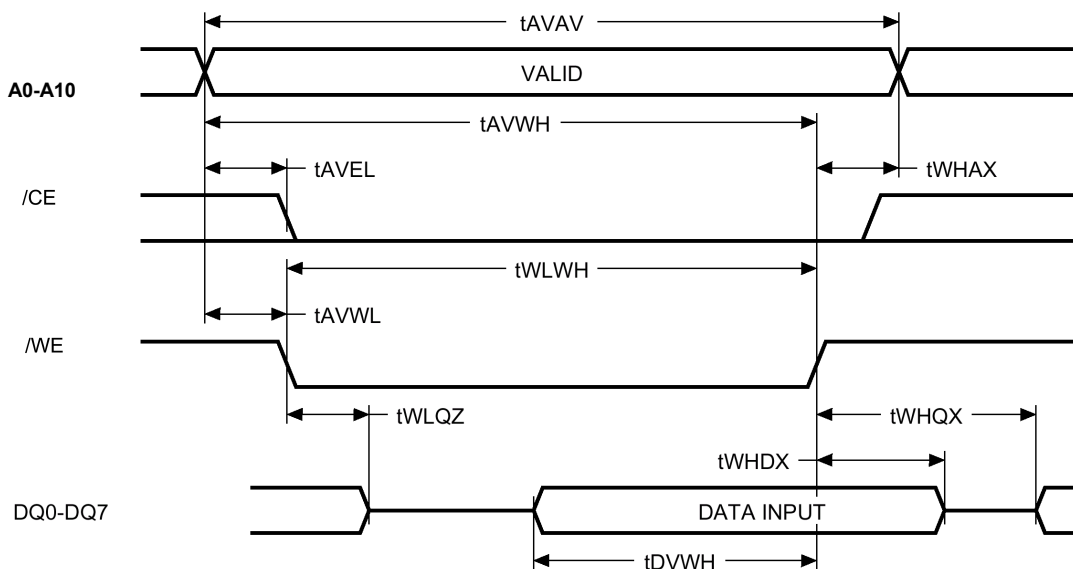 tAVAV
VALID
A0-A10
tAVWH
tAVEL
tWHAX
/CE
tWLWH
tAVWL
/WE
tWLQZ
tWHQX
tWHDX
DQ0-DQ7
DATA INPUT
tDVWH